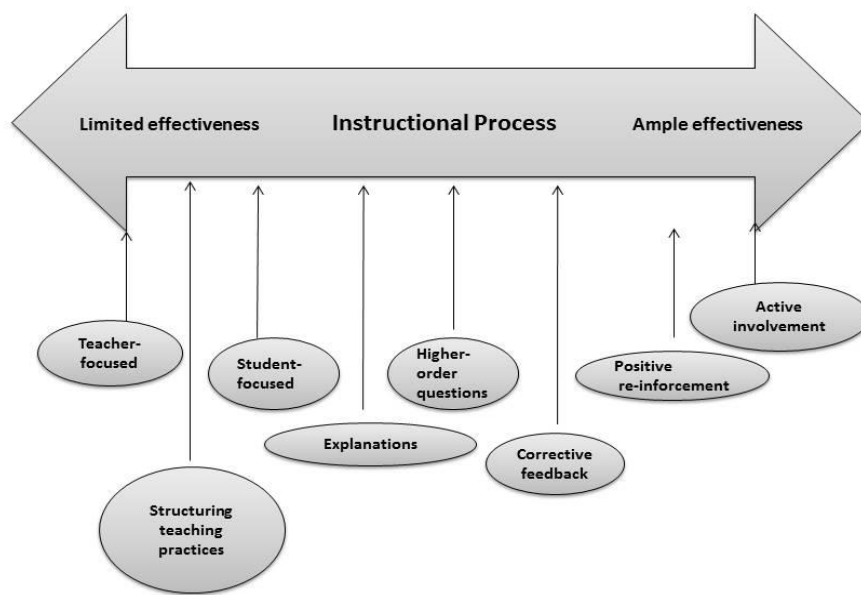 Limited effectiveness
Instructional Process
Ample effectiveness
Teacher-
focused
Structuring
teaching
practices
Student-
focused
Explanations
Higher-
order
questions
Corrective
feedback
Positive
re-inforcement
Active
involvement